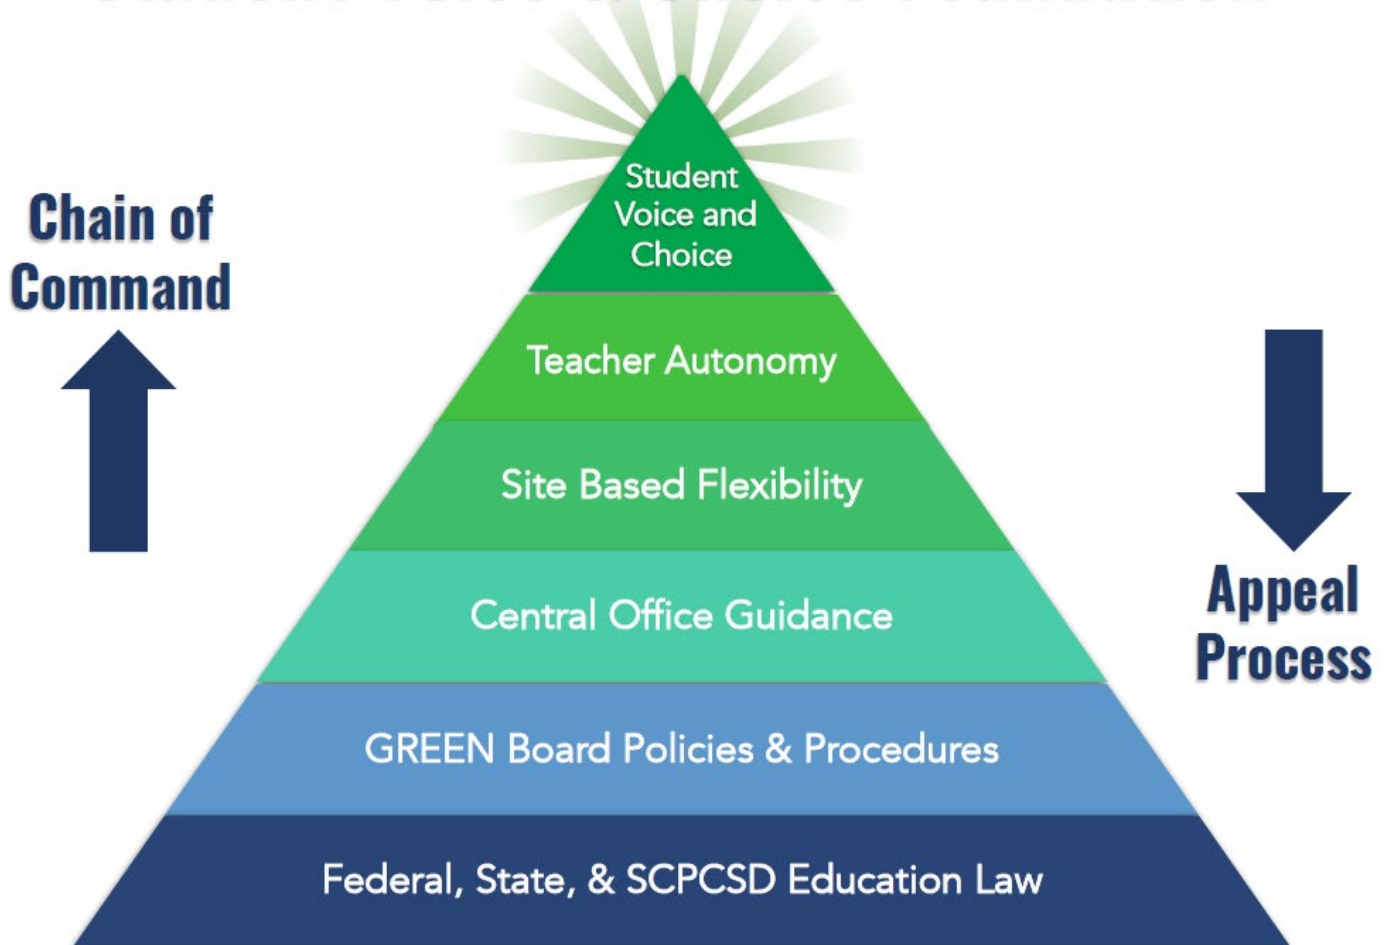 Chain of
Command
Student
Voice and
Choice
Teacher Autonomy
Site Based Flexibility
Central Office Guidance
GREEN Board Policies & Procedures
Federal, State, & SCPCSD Education Law
Appeal
Process